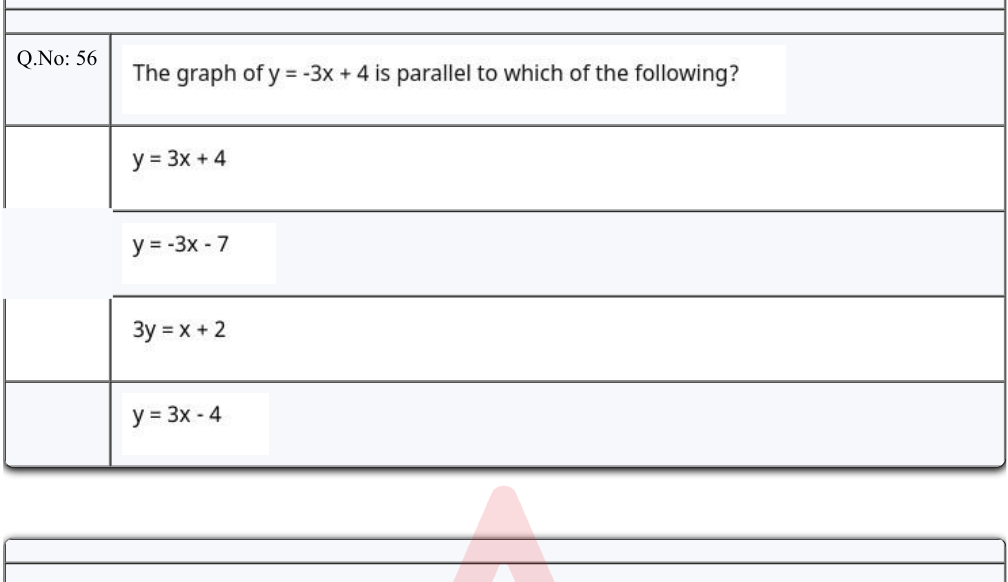 Q.No: 56
The graph of y = -3x + 4 is parallel to which of the following?
y = 3x + 4
y = -3x - 7
3y = x + 2
y = 3x - 4